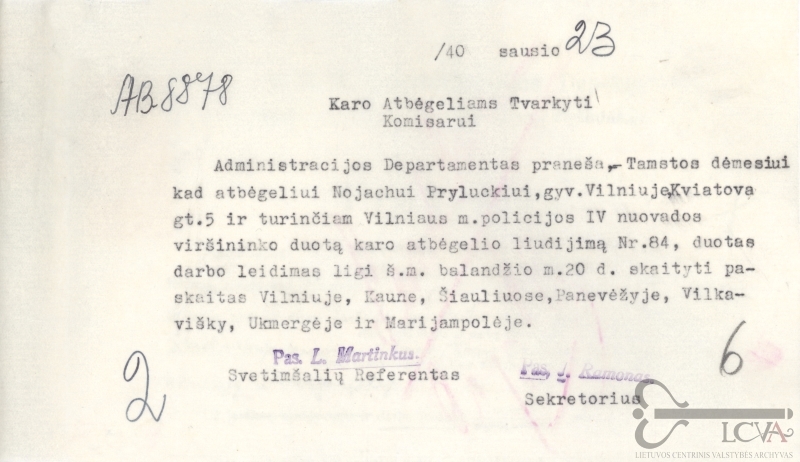 /40 sausio 23
AB.8878
Karo Atbėgeliams Tvarkyti
Komisarui
Administracijos Departamentas praneša,- Tamstos dėmesiui
kad atbėgeliui Nojachui Pryluckiui,gyv.Vilniuje,Kviatova
gt.5 ir turinčiam Vilniaus m.policijos IV nuovados
viršininko duotą karo atbėgelio liudijimą Nr.84, duotas
darbo leidimas ligi š.m. balandžio m.20 d. skaityti pa-
skaitas Vilniuje, Kaune, Šiauliuose,Panevėžyje, Vilka-
višky, Ukmergėje ir Marijampolėje.
Pas. L. Martinkus.
Svetimšalių Referentas
Pas. J. Ramonas.
Sekretorius
2
6
LCVA
LIETUVOS CENTRINIS VALSTYBĖS ARCHYVAS